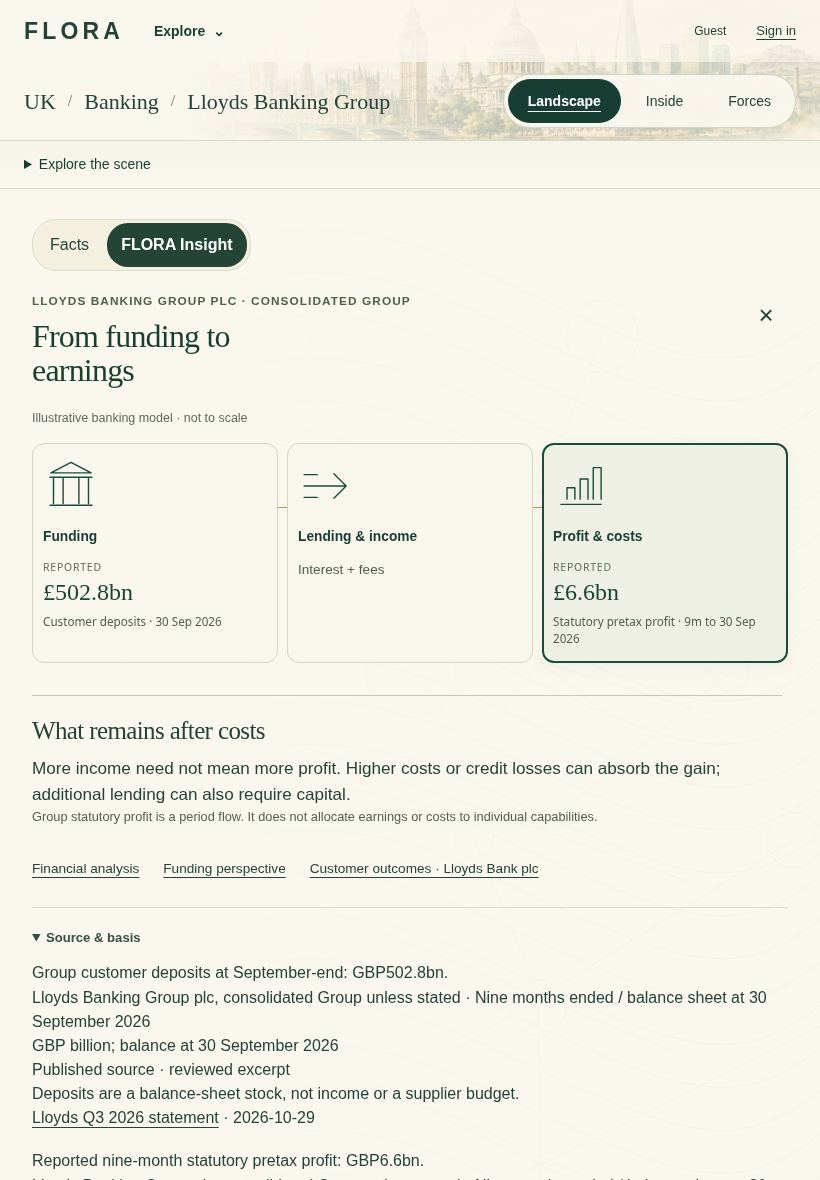 FLORA
Explore
Guest
Sign in
UK / Banking / Lloyds Banking Group
Landscape
Inside
Forces
Explore the scene
Facts
FLORA Insight
LLOYDS BANKING GROUP PLC · CONSOLIDATED GROUP
From funding to
earnings
Illustrative banking model · not to scale
Funding
REPORTED
£502.8bn
Customer deposits · 30 Sep 2026
Lending & income
Interest + fees
Profit & costs
REPORTED
£6.6bn
Statutory pretax profit · 9m to 30 Sep
2026
What remains after costs
More income need not mean more profit. Higher costs or credit losses can absorb the gain;
additional lending can also require capital.
Group statutory profit is a period flow. It does not allocate earnings or costs to individual capabilities.
Financial analysis
Funding perspective
Customer outcomes · Lloyds Bank plc
Source & basis
Group customer deposits at September-end: GBP502.8bn.
Lloyds Banking Group plc, consolidated Group unless stated · Nine months ended / balance sheet at 30
September 2026
GBP billion; balance at 30 September 2026
Published source · reviewed excerpt
Deposits are a balance-sheet stock, not income or a supplier budget.
Lloyds Q3 2026 statement · 2026-10-29
Reported nine-month statutory pretax profit: GBP6.6bn.